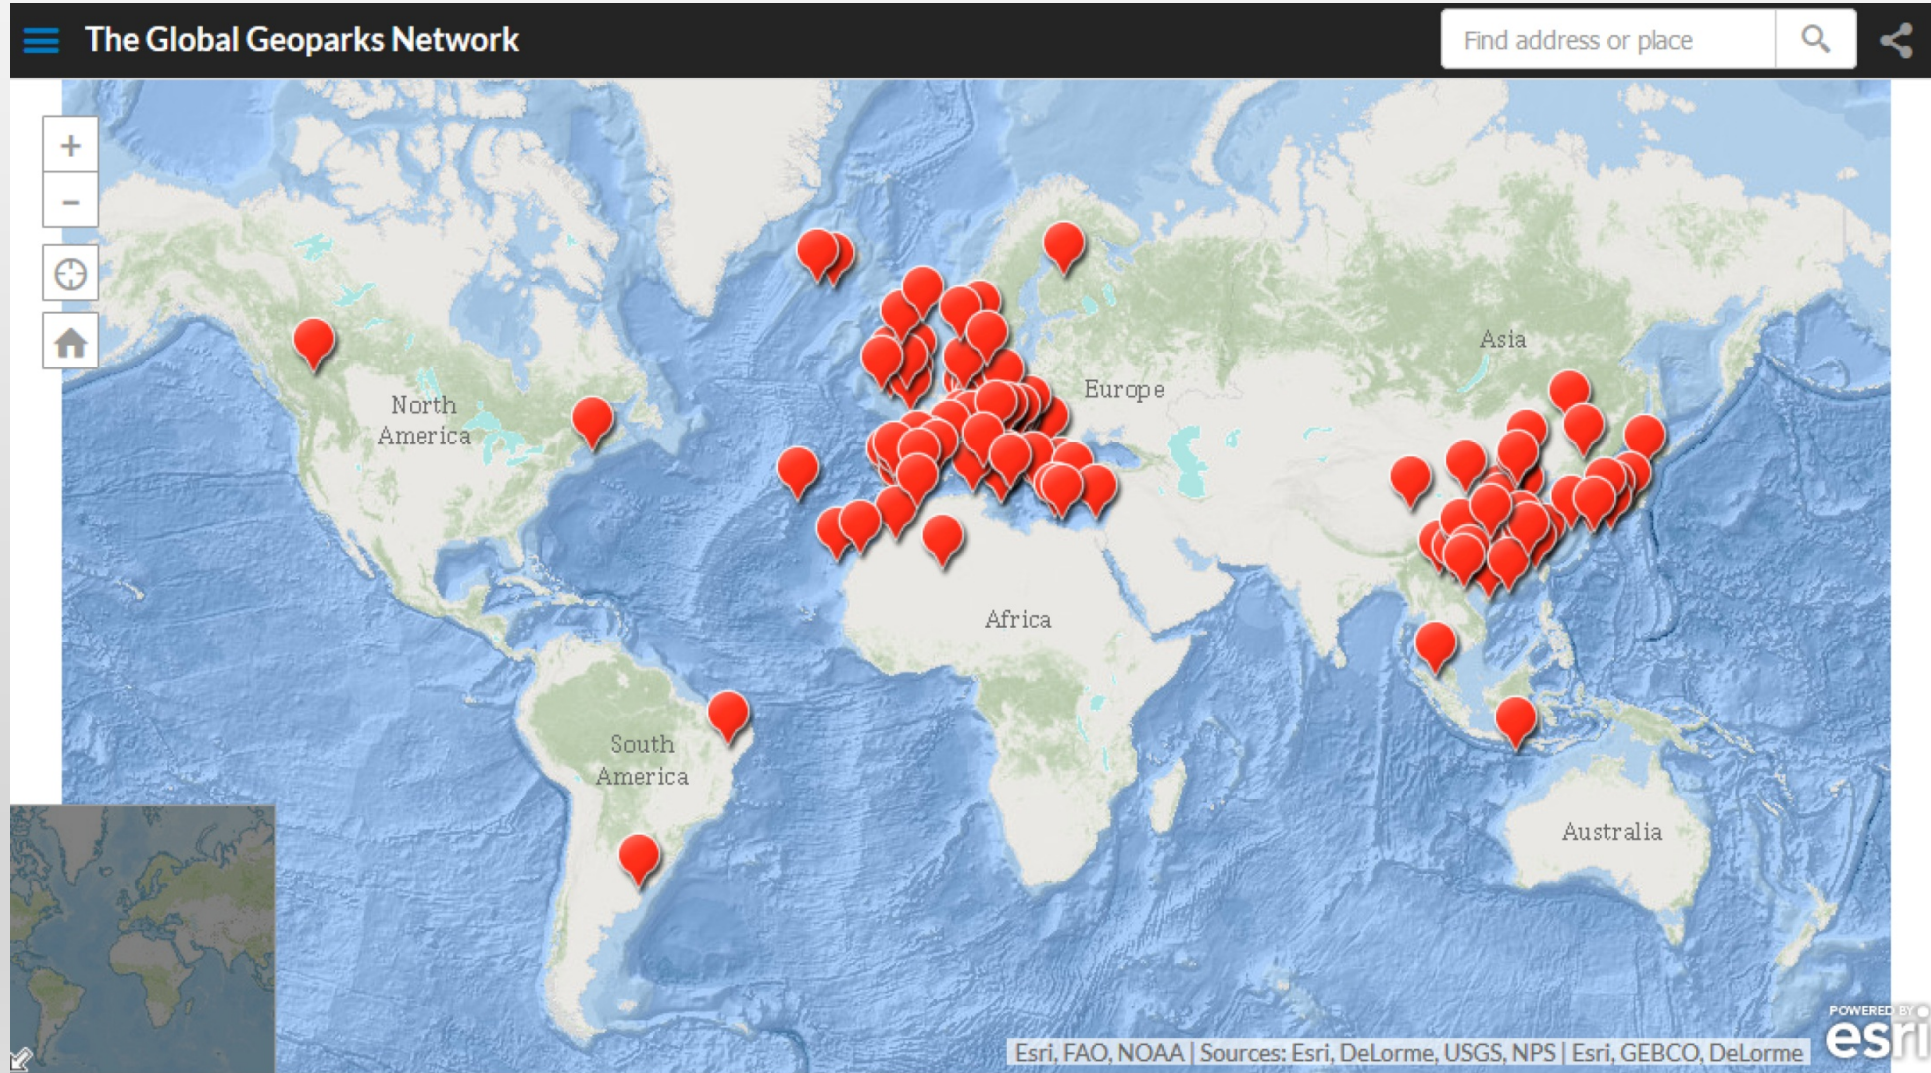 The Global Geoparks Network
Find address or place
+
−
Asia
Europe
North
America
Africa
South
America
Australia
POWERED BY
esri
Esri, FAO, NOAA | Sources: Esri, DeLorme, USGS, NPS | Esri, GEBCO, DeLorme